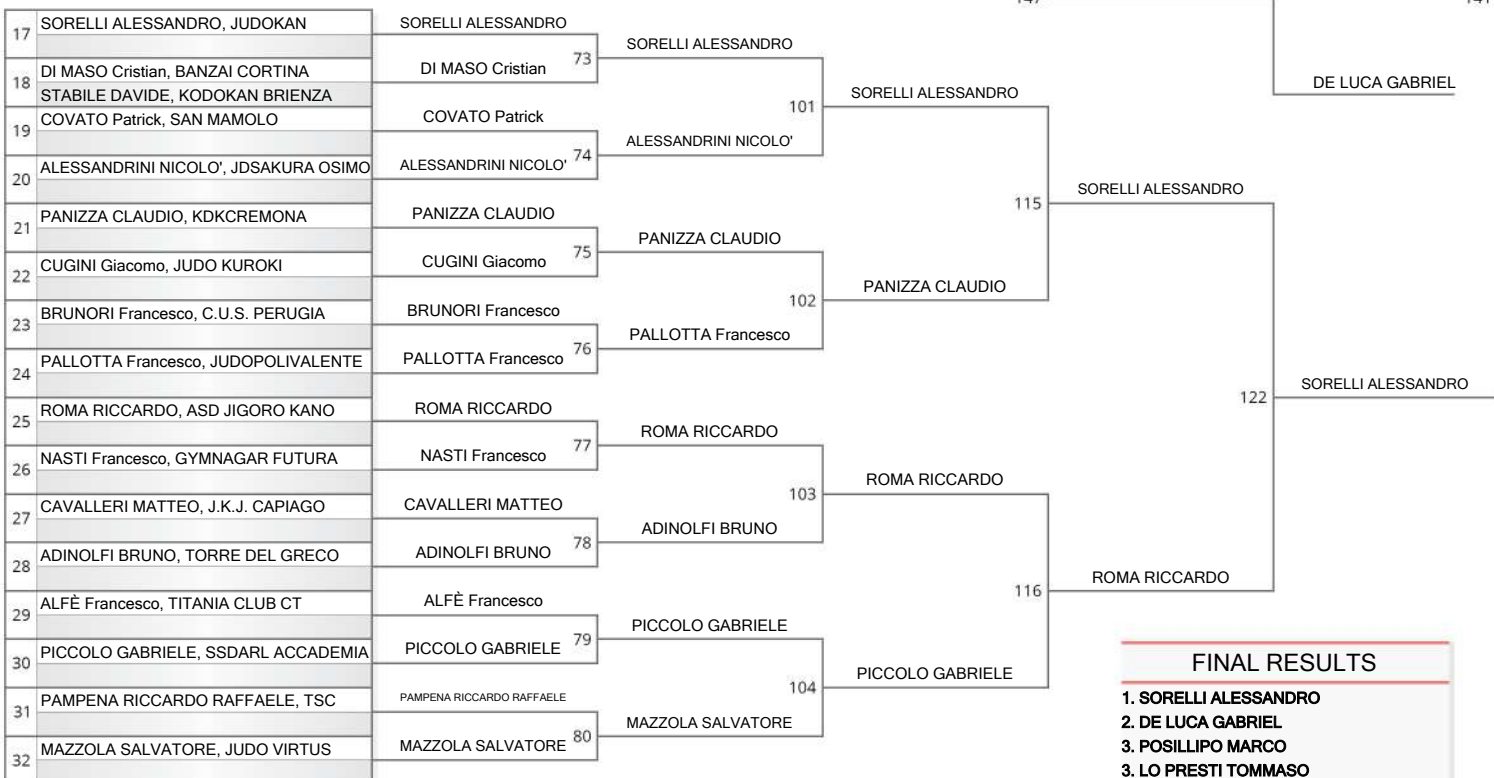 17 SORELLI ALESSANDRO, JUDOKAN
18 DI MASO Cristian, BANZAI CORTINA
STABILE DAVIDE, KODOKAN BRIENZA
19 COVATO Patrick, SAN MAMOLO
20 ALESSANDRINI NICOLO', JDSAKURA OSIMO
21 PANIZZA CLAUDIO, KDKCREMONA
22 CUGINI Giacomo, JUDO KUROKI
23 BRUNORI Francesco, C.U.S. PERUGIA
24 PALLOTTA Francesco, JUDOPOLIVALENTE
25 ROMA RICCARDO, ASD JIGORO KANO
26 NASTI Francesco, GYMNAGAR FUTURA
27 CAVALLERI MATTEO, J.K.J. CAPIAGO
28 ADINOLFI BRUNO, TORRE DEL GRECO
29 ALFÈ Francesco, TITANIA CLUB CT
30 PICCOLO GABRIELE, SSDARL ACCADEMIA
31 PAMPENA RICCARDO RAFFAELE, TSC
32 MAZZOLA SALVATORE, JUDO VIRTUS
SORELLI ALESSANDRO
73
DI MASO Cristian
COVATO Patrick
74
ALESSANDRINI NICOLO'
PANIZZA CLAUDIO
75
CUGINI Giacomo
BRUNORI Francesco
76
PALLOTTA Francesco
ROMA RICCARDO
77
NASTI Francesco
CAVALLERI MATTEO
78
ADINOLFI BRUNO
ALFÈ Francesco
79
PICCOLO GABRIELE
PAMPENA RICCARDO RAFFAELE
80
MAZZOLA SALVATORE
SORELLI ALESSANDRO
101
ALESSANDRINI NICOLO'
PANIZZA CLAUDIO
102
PALLOTTA Francesco
ROMA RICCARDO
103
ADINOLFI BRUNO
PICCOLO GABRIELE
104
MAZZOLA SALVATORE
SORELLI ALESSANDRO
115
PANIZZA CLAUDIO
ROMA RICCARDO
116
PICCOLO GABRIELE
SORELLI ALESSANDRO
122
ROMA RICCARDO
DE LUCA GABRIEL
SORELLI ALESSANDRO
FINAL RESULTS
1. SORELLI ALESSANDRO
2. DE LUCA GABRIEL
3. POSILLIPO MARCO
3. LO PRESTI TOMMASO